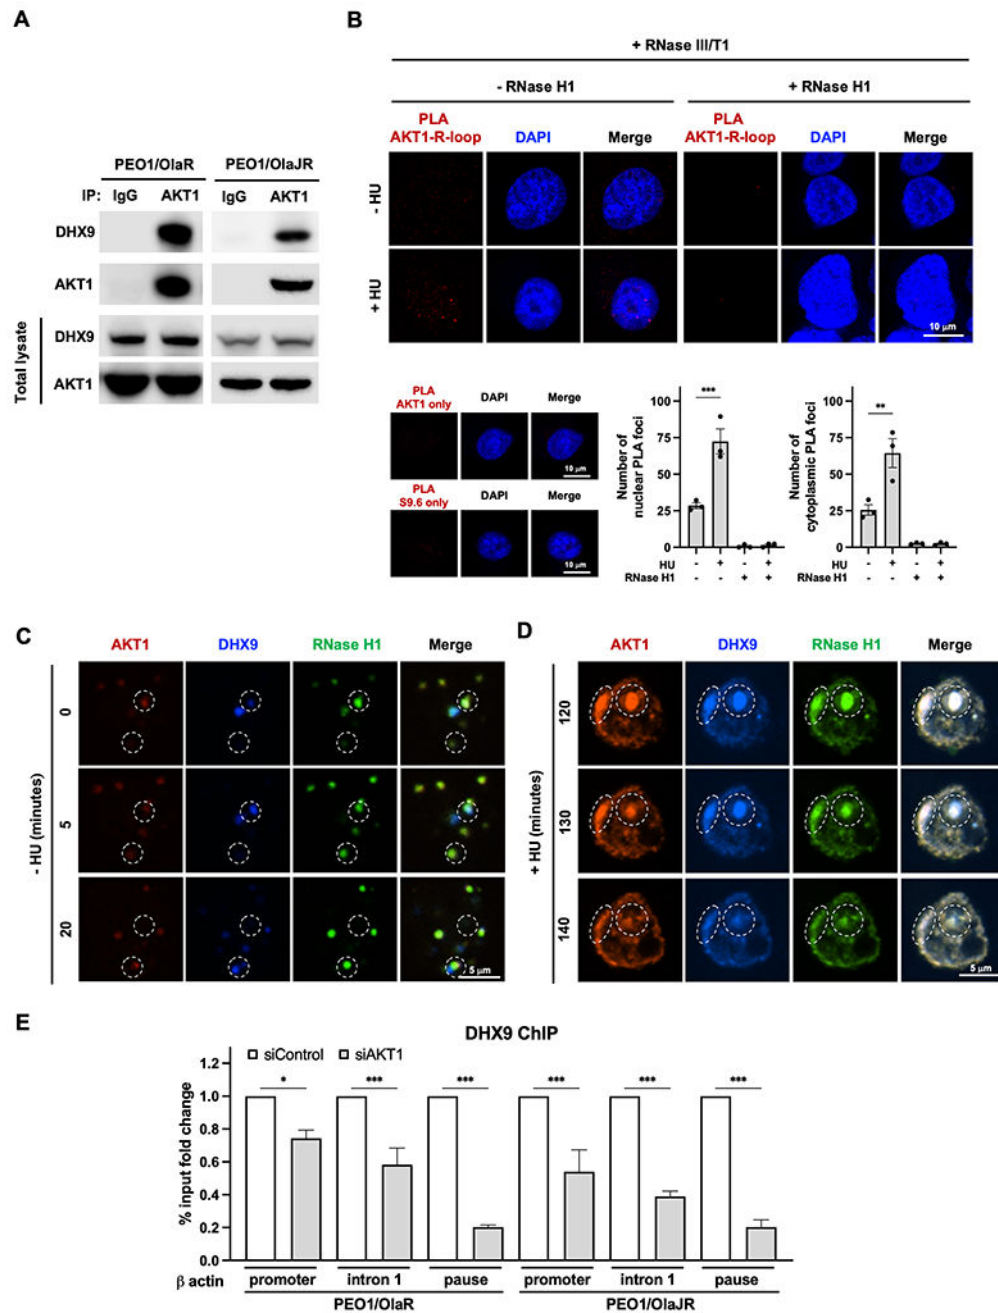 A
PEO1/OlaR PEO1/OlaJR
IP: IgG AKT1 IgG AKT1
DHX9
AKT1
Total lysate
DHX9
AKT1
B
+ RNase III/T1
- RNase H1 + RNase H1
PLA
AKT1-R-loop DAPI Merge
PLA
AKT1-R-loop DAPI Merge
- HU
+ HU
10 μm
PLA
AKT1 only DAPI Merge
10 μm
PLA
S9.6 only DAPI Merge
10 μm
Number of
nuclear PLA foci
100
75
50
25
0
***
- + - + HU
- - + + RNase H1
Number of
cytoplasmic PLA foci
100
75
50
25
0
**
- + - + HU
- - + + RNase H1
C
AKT1 DHX9 RNase H1 Merge
- HU (minutes)
0
5
20
5 μm
D
AKT1 DHX9 RNase H1 Merge
+ HU (minutes)
120
130
140
5 μm
E
DHX9 ChIP
siControl siAKT1
% input fold change
1.2
1.0
0.8
0.6
0.4
0.2
0.0
* *** *** *** *** ***
β actin promoter intron 1 pause promoter intron 1 pause
PEO1/OlaR PEO1/OlaJR